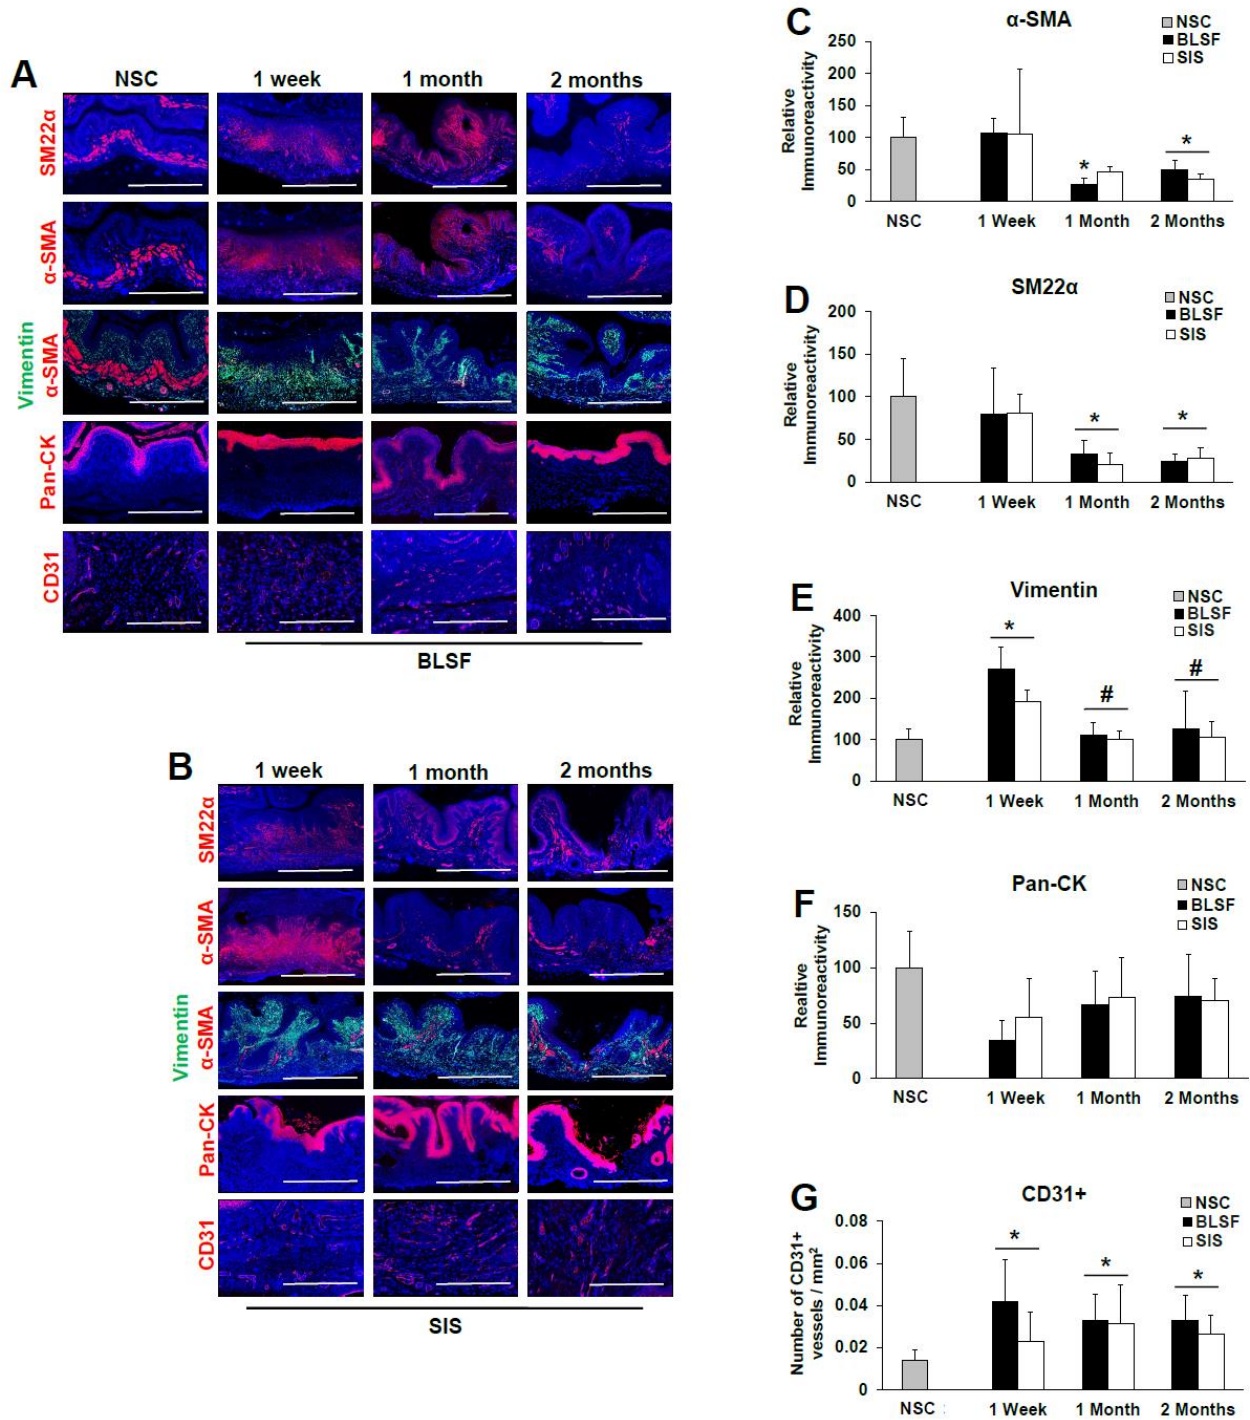 A
NSC 1 week 1 month 2 months
SM22α
α-SMA
Vimentin
α-SMA
Pan-CK
CD31
BLSF
B
1 week 1 month 2 months
SM22α
α-SMA
Vimentin
α-SMA
Pan-CK
CD31
SIS
C
α-SMA
NSC
BLSF
SIS
Relative
Immunoreactivity
250
200
150
100
50
0
*
*
NSC 1 Week 1 Month 2 Months
D
SM22α
NSC
BLSF
SIS
Relative
Immunoreactivity
200
150
100
50
0
*
*
NSC 1 Week 1 Month 2 Months
E
Vimentin
NSC
BLSF
SIS
Relative
Immunoreactivity
400
300
200
100
0
*
#
#
NSC 1 Week 1 Month 2 Months
F
Pan-CK
NSC
BLSF
SIS
Realtive
Immunoreactivity
150
100
50
0
NSC 1 Week 1 Month 2 Months
G
CD31+
NSC
BLSF
SIS
Number of CD31+
vessels / mm²
0.08
0.06
0.04
0.02
0
*
*
*
NSC 1 Week 1 Month 2 Months